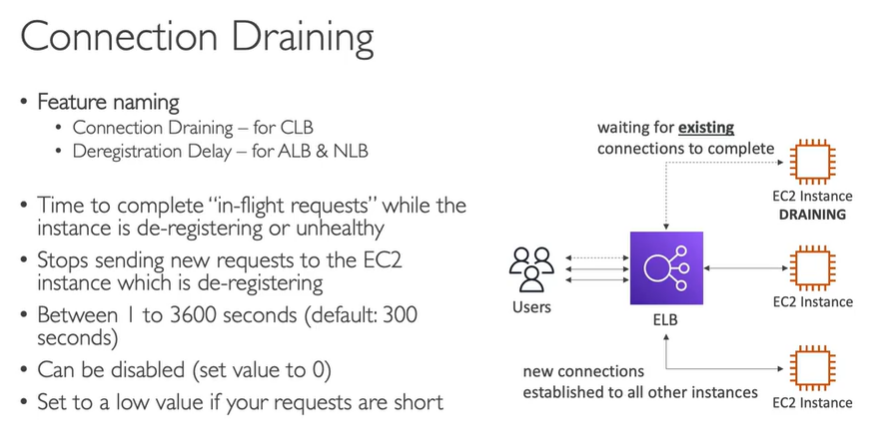 Connection Draining
• Feature naming
• Connection Draining – for CLB
• Deregistration Delay – for ALB & NLB
• Time to complete “in-flight requests” while the
instance is de-registering or unhealthy
• Stops sending new requests to the EC2
instance which is de-registering
• Between 1 to 3600 seconds (default: 300
seconds)
• Can be disabled (set value to 0)
• Set to a low value if your requests are short
waiting for existing
connections to complete
EC2 Instance
DRAINING
Users
ELB
EC2 Instance
new connections
established to all other instances
EC2 Instance